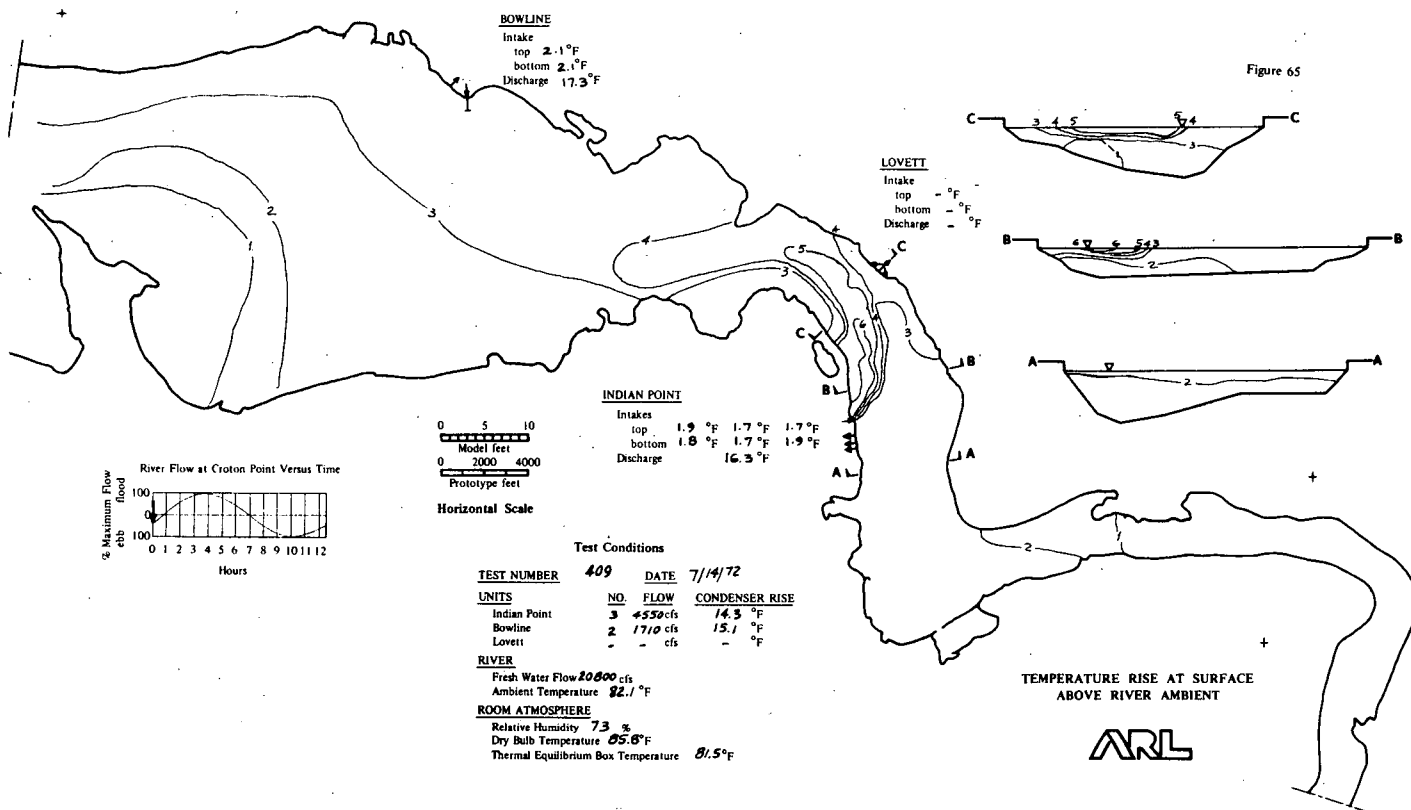 BOWLINE
Intake
top 2.1°F
bottom 2.1°F
Discharge 17.3°F
Figure 65
C 3 4 5 5 4 C
3
1
LOVETT
Intake
top - °F
bottom - °F
Discharge - °F
B 6 6 5 4 3 B
2
A A
2
1
2
3
4
5
3
4
C
4
3
6
C
B
B
A
A
2
1
INDIAN POINT
Intakes
top 1.9 °F 1.7 °F 1.7 °F
bottom 1.8 °F 1.7 °F 1.9 °F
Discharge 16.3 °F
0 5 10
Model feet
0 2000 4000
Prototype feet
Horizontal Scale
River Flow at Croton Point Versus Time
% Maximum Flow
ebb flood
100
0
100
0 1 2 3 4 5 6 7 8 9 10 11 12
Hours
Test Conditions
TEST NUMBER 409 DATE 7/14/72
UNITS NO. FLOW CONDENSER RISE
Indian Point 3 4550 cfs 14.3 °F
Bowline 2 1710 cfs 15.1 °F
Lovett - - cfs - °F
RIVER
Fresh Water Flow 20800 cfs
Ambient Temperature 82.1 °F
ROOM ATMOSPHERE
Relative Humidity 73 %
Dry Bulb Temperature 85.8°F
Thermal Equilibrium Box Temperature 81.5°F
TEMPERATURE RISE AT SURFACE
ABOVE RIVER AMBIENT
ARL